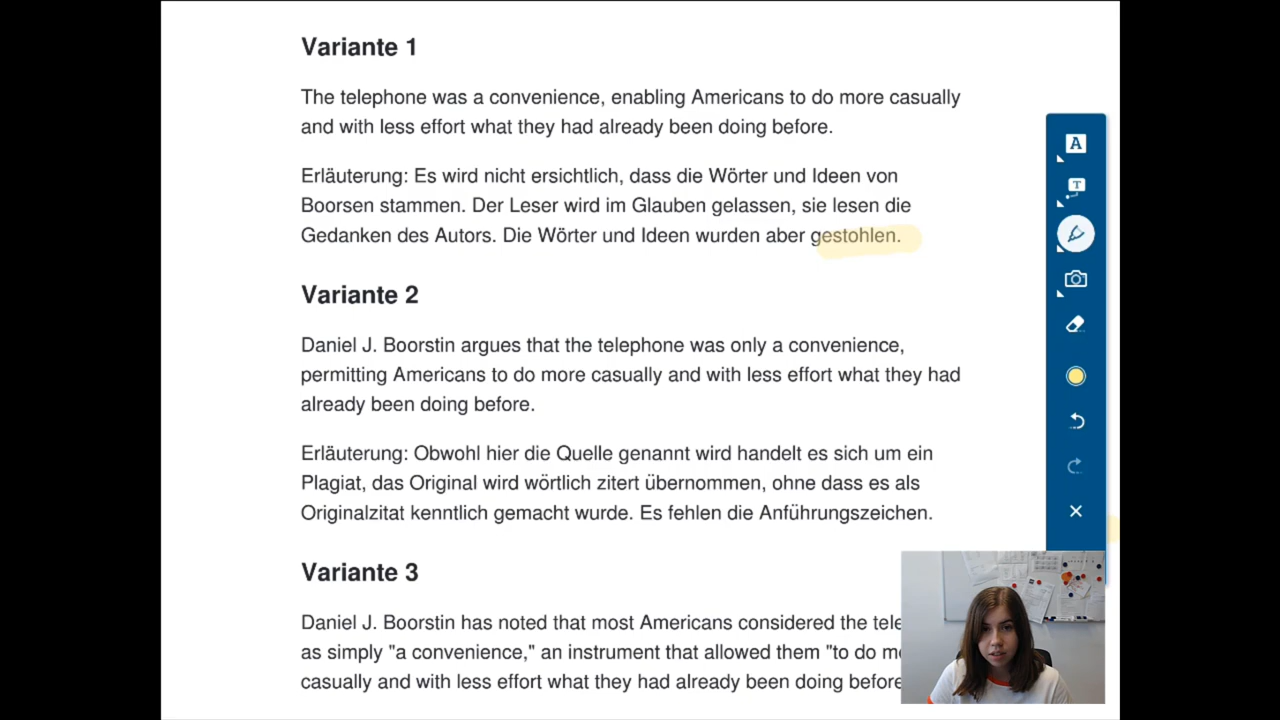 Variante 1
The telephone was a convenience, enabling Americans to do more casually
and with less effort what they had already been doing before.
Erläuterung: Es wird nicht ersichtlich, dass die Wörter und Ideen von
Boorsen stammen. Der Leser wird im Glauben gelassen, sie lesen die
Gedanken des Autors. Die Wörter und Ideen wurden aber gestohlen.
Variante 2
Daniel J. Boorstin argues that the telephone was only a convenience,
permitting Americans to do more casually and with less effort what they had
already been doing before.
Erläuterung: Obwohl hier die Quelle genannt wird handelt es sich um ein
Plagiat, das Original wird wörtlich zitert übernommen, ohne dass es als
Originalzitat kenntlich gemacht wurde. Es fehlen die Anführungszeichen.
Variante 3
Daniel J. Boorstin has noted that most Americans considered the tele
as simply "a convenience," an instrument that allowed them "to do mo
casually and with less effort what they had already been doing before
A
T